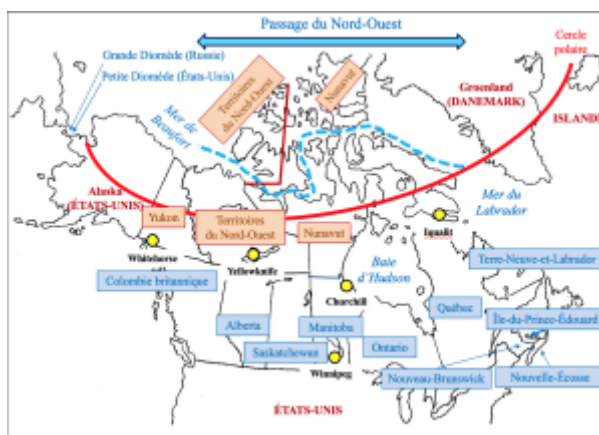 Passage du Nord-Ouest
Cercle
polaire
Grande Diomède (Russie)
Petite Diomède (États-Unis)
Territoires
du Nord-Ouest
Nunavut
Groenland
(DANEMARK)
ISLANDE
Mer de
Beaufort
Alaska
(ÉTATS-UNIS)
Mer du
Labrador
Yukon
Territoires
du Nord-Ouest
Nunavut
Iqualit
Whitehorse
Yellowknife
Baie
d'Hudson
Terre-Neuve-et-Labrador
Colombie britannique
Churchill
Québec
Île-du-Prince-Édouard
Alberta
Manitoba
Saskatchewan
Ontario
Winnipeg
Nouveau-Brunswick
Nouvelle-Écosse
ÉTATS-UNIS